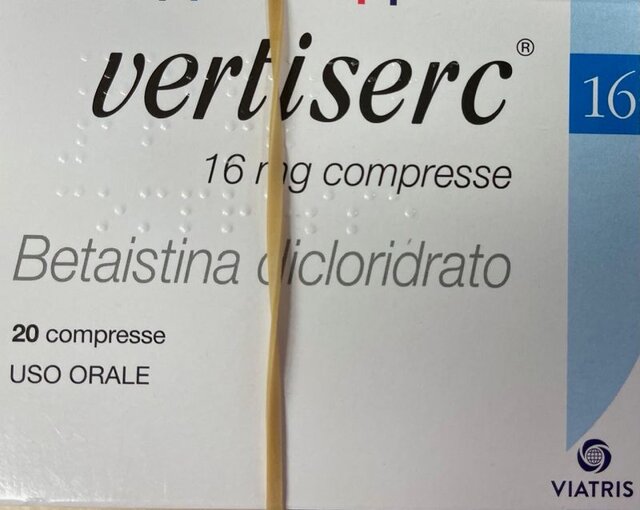 vertiserc®
16
16 mg compresse
Betaistina dicloridrato
20 compresse
USO ORALE
VIATRIS